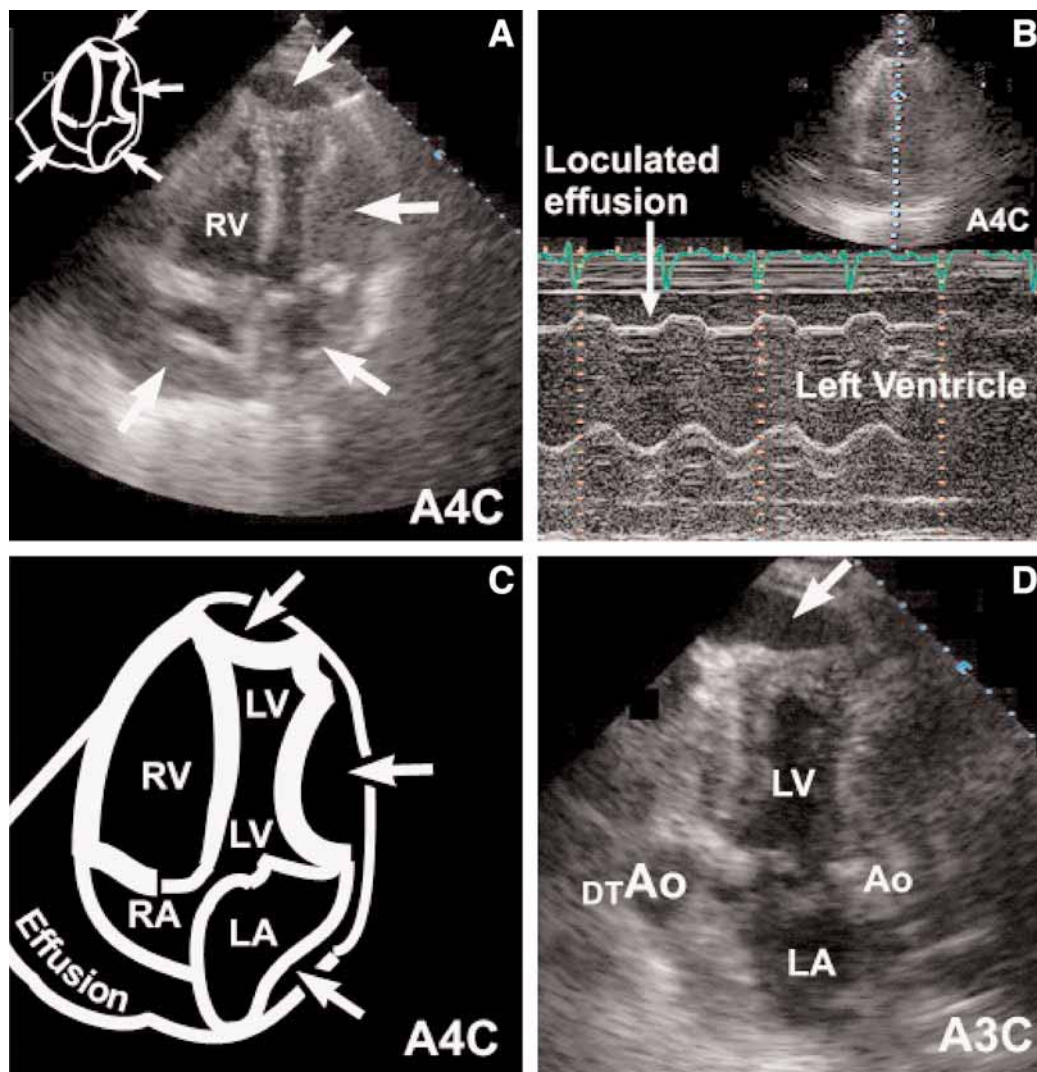 A
RV
A4C
B
Loculated
effusion
A4C
Left Ventricle
C
LV
RV
LV
RA
LA
Effusion
A4C
D
LV
DTAo
Ao
LA
A3C